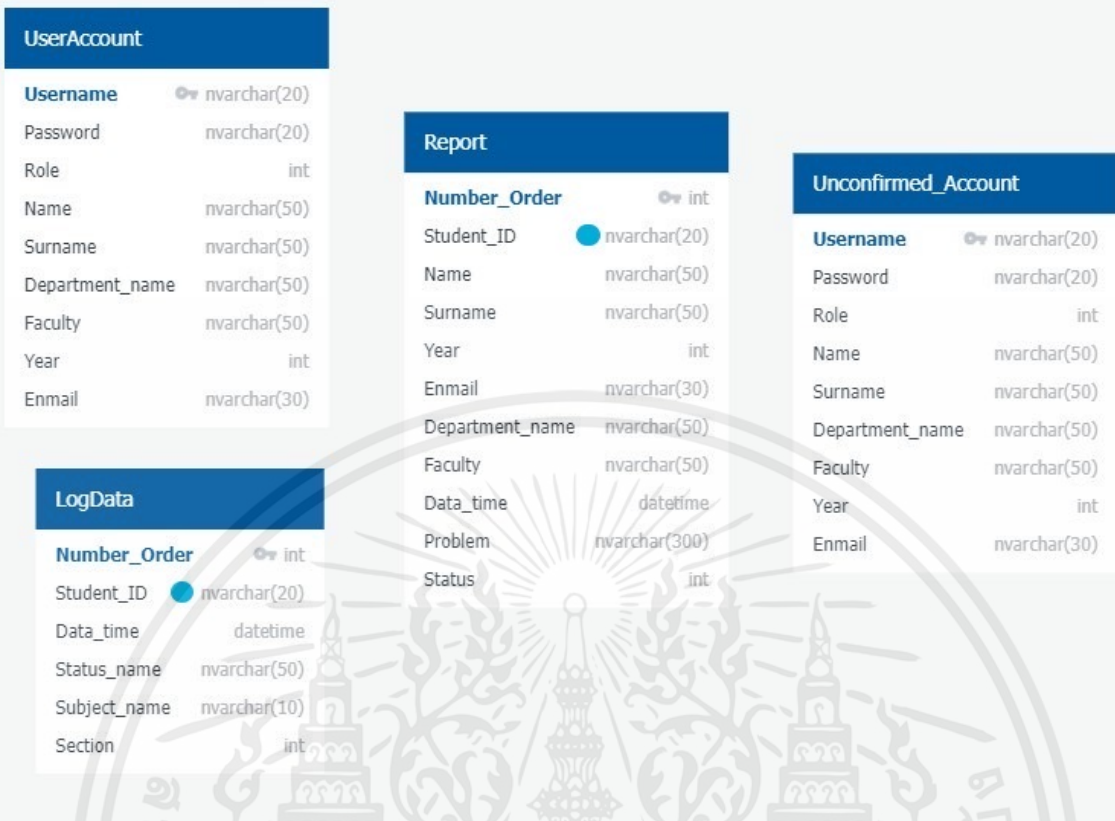 UserAccount
Username nvarchar(20)
Password nvarchar(20)
Role int
Name nvarchar(50)
Surname nvarchar(50)
Department_name nvarchar(50)
Faculty nvarchar(50)
Year int
Enmail nvarchar(30)
LogData
Number_Order int
Student_ID nvarchar(20)
Data_time datetime
Status_name nvarchar(50)
Subject_name nvarchar(10)
Section int
Report
Number_Order int
Student_ID nvarchar(20)
Name nvarchar(50)
Surname nvarchar(50)
Year int
Enmail nvarchar(30)
Department_name nvarchar(50)
Faculty nvarchar(50)
Data_time datetime
Problem nvarchar(300)
Status int
Unconfirmed_Account
Username nvarchar(20)
Password nvarchar(20)
Role int
Name nvarchar(50)
Surname nvarchar(50)
Department_name nvarchar(50)
Faculty nvarchar(50)
Year int
Enmail nvarchar(30)